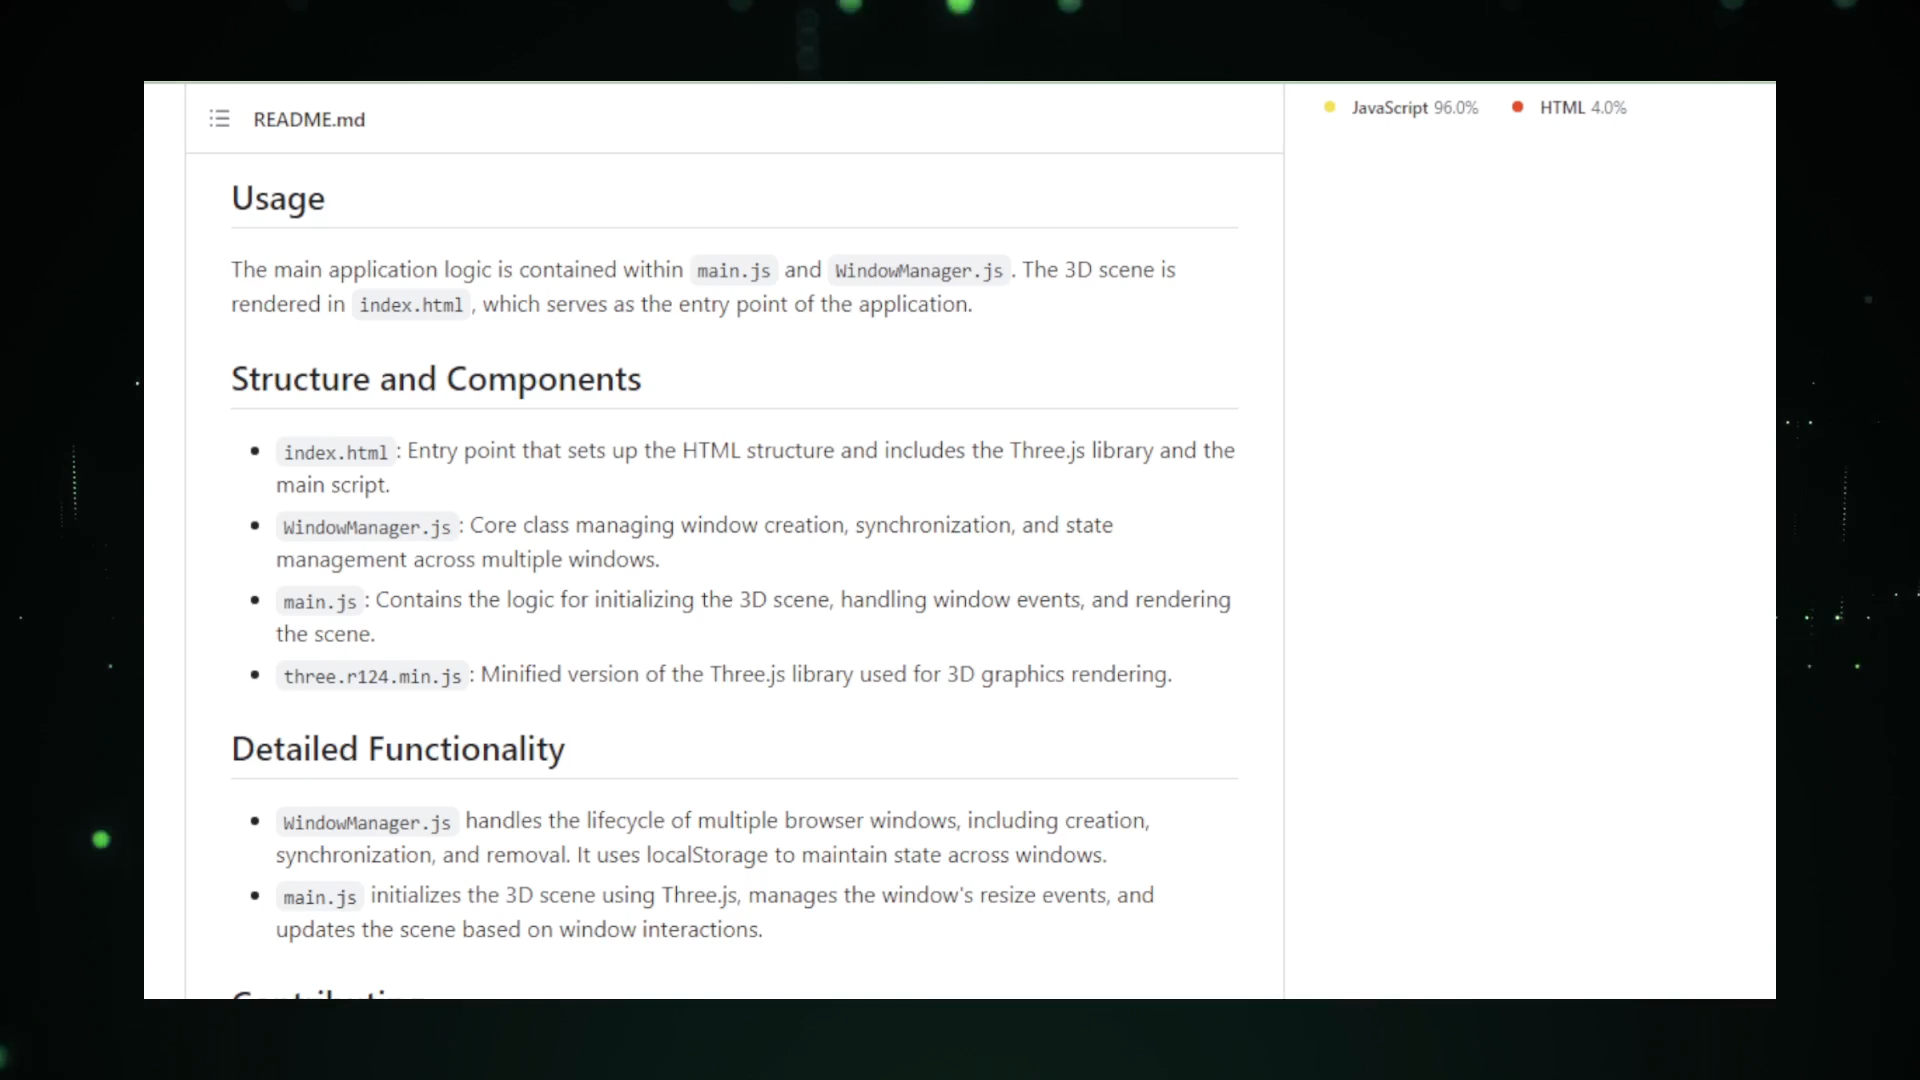 README.md
JavaScript 96.0% HTML 4.0%
Usage
The main application logic is contained within main.js and WindowManager.js. The 3D scene is
rendered in index.html, which serves as the entry point of the application.
Structure and Components
index.html: Entry point that sets up the HTML structure and includes the Three.js library and the
main script.
WindowManager.js: Core class managing window creation, synchronization, and state
management across multiple windows.
main.js: Contains the logic for initializing the 3D scene, handling window events, and rendering
the scene.
three.r124.min.js: Minified version of the Three.js library used for 3D graphics rendering.
Detailed Functionality
WindowManager.js handles the lifecycle of multiple browser windows, including creation,
synchronization, and removal. It uses localStorage to maintain state across windows.
main.js initializes the 3D scene using Three.js, manages the window's resize events, and
updates the scene based on window interactions.